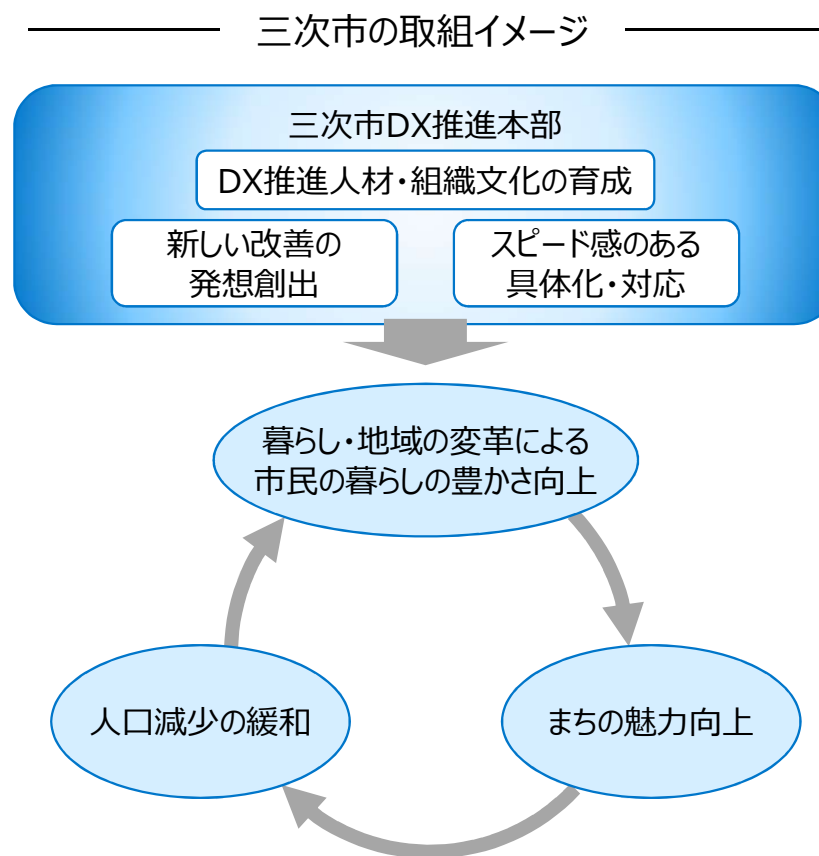 三次市の取組イメージ
三次市DX推進本部
DX推進人材・組織文化の育成
新しい改善の
発想創出
スピード感のある
具体化・対応
暮らし・地域の変革による
市民の暮らしの豊かさ向上
人口減少の緩和
まちの魅力向上